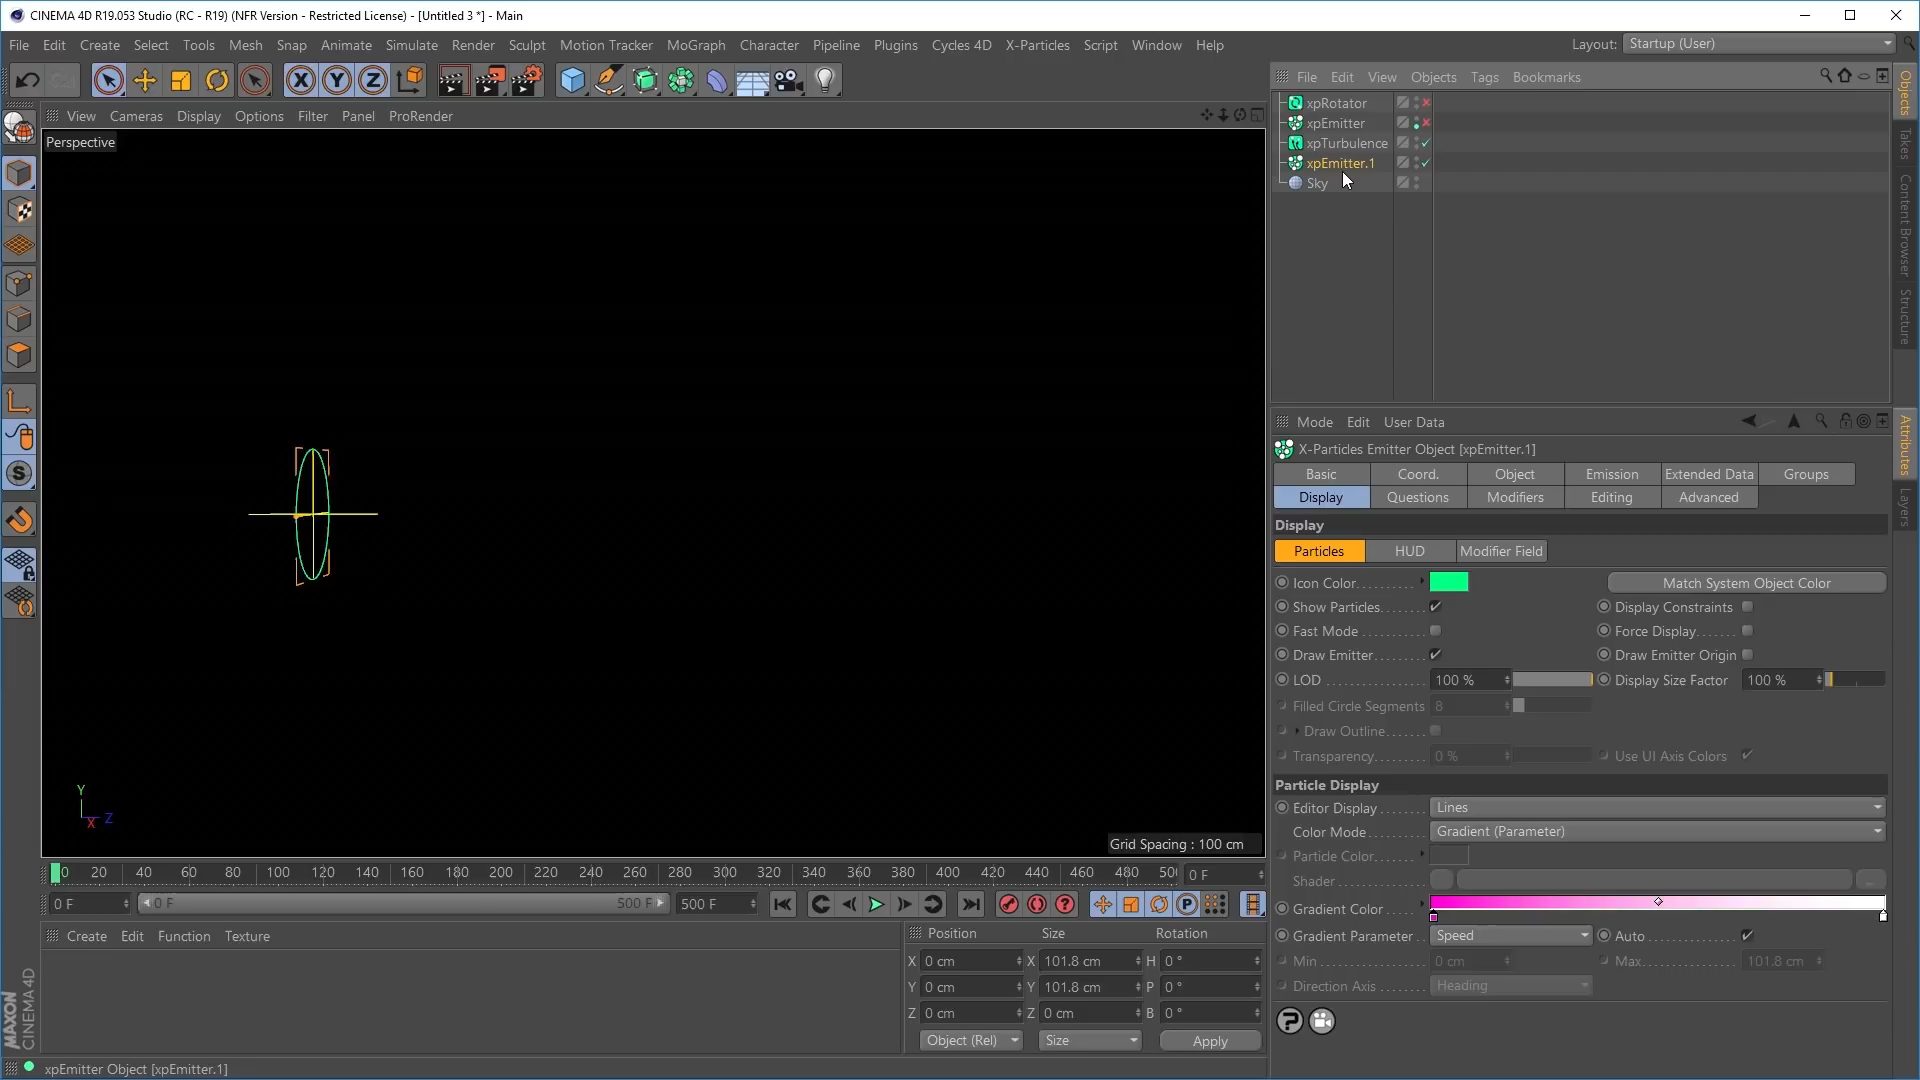 CINEMA 4D R19.053 Studio (RC - R19) (NFR Version - Restricted License) - [Untitled 3 *] - Main
File Edit Create Select Tools Mesh Snap Animate Simulate Render Sculpt Motion Tracker MoGraph Character Pipeline Plugins Cycles 4D X-Particles Script Window Help
Layout: Startup (User)
X Y Z
File Edit View Objects Tags Bookmarks
View Cameras Display Options Filter Panel ProRender
Perspective
xpRotator
xpEmitter
xpTurbulence
xpEmitter.1
Sky
Objects
Takes
Content Browser
Structure
Mode Edit User Data
X-Particles Emitter Object [xpEmitter.1]
Basic Coord. Object Emission Extended Data Groups
Display Questions Modifiers Editing Advanced
Attributes
Layers
Display
Particles HUD Modifier Field
Icon Color Match System Object Color
Show Particles Display Constraints
Fast Mode Force Display
Draw Emitter Draw Emitter Origin
LOD 100 % Display Size Factor 100 %
Filled Circle Segments 8
Draw Outline
Transparency 0 % Use UI Axis Colors
Particle Display
Editor Display Lines
Color Mode Gradient (Parameter)
Particle Color
Shader
Gradient Color
Gradient Parameter Speed Auto
Min 0 cm Max 101.8 cm
Direction Axis Heading
Y
X Z
Grid Spacing : 100 cm
0 20 40 60 80 100 120 140 160 180 200 220 240 260 280 300 320 340 360 380 400 420 440 460 480 50 0 F
0 F 0 F 500 F 500 F
P
Create Edit Function Texture
Position Size Rotation
X 0 cm X 101.8 cm H 0 °
Y 0 cm Y 101.8 cm P 0 °
Z 0 cm Z 0 cm B 0 °
Object (Rel) Size Apply
MAXON
CINEMA 4D
xpEmitter Object [xpEmitter.1]